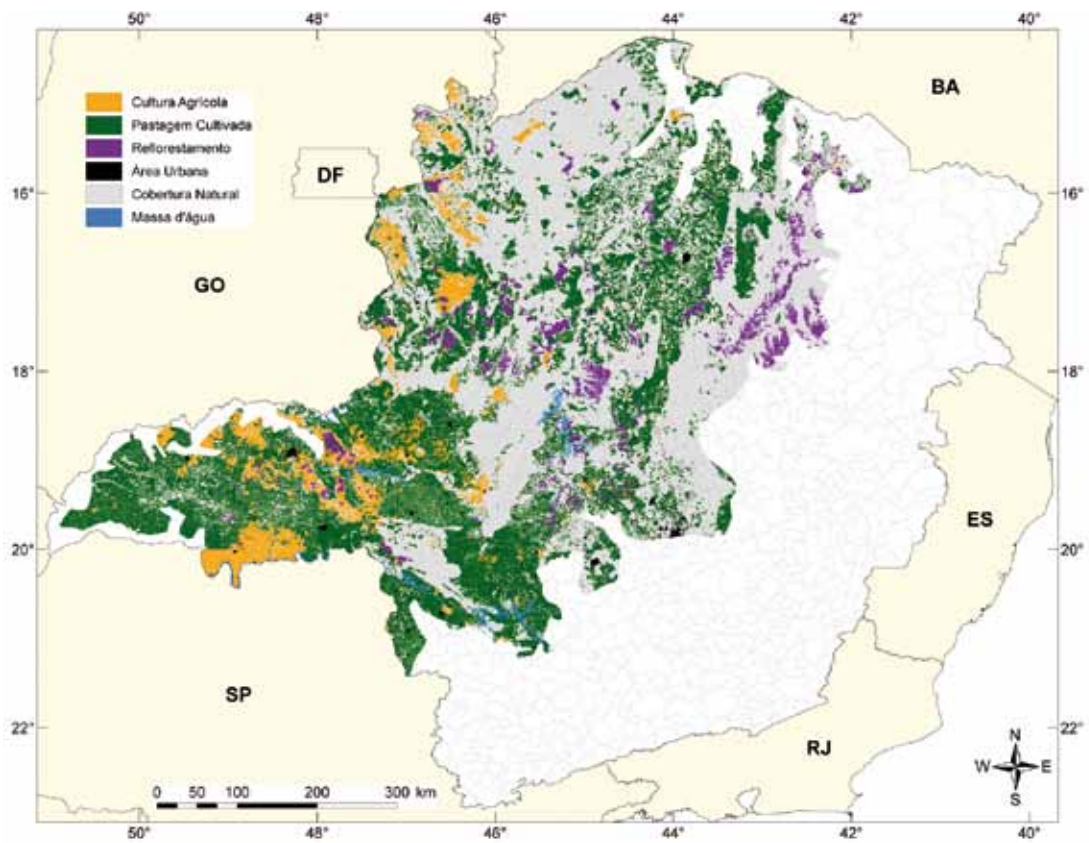 50° 48° 46° 44° 42° 40°
BA
Cultura Agrícola
Pastagem Cultivada
Reflorestamento
Área Urbana
Cobertura Natural
Massa d'água
DF
16° 16°
GO
18° 18°
ES
20° 20°
SP
22° 22°
RJ
N
W E
S
0 50 100 200 300 km
50° 48° 46° 44° 42° 40°